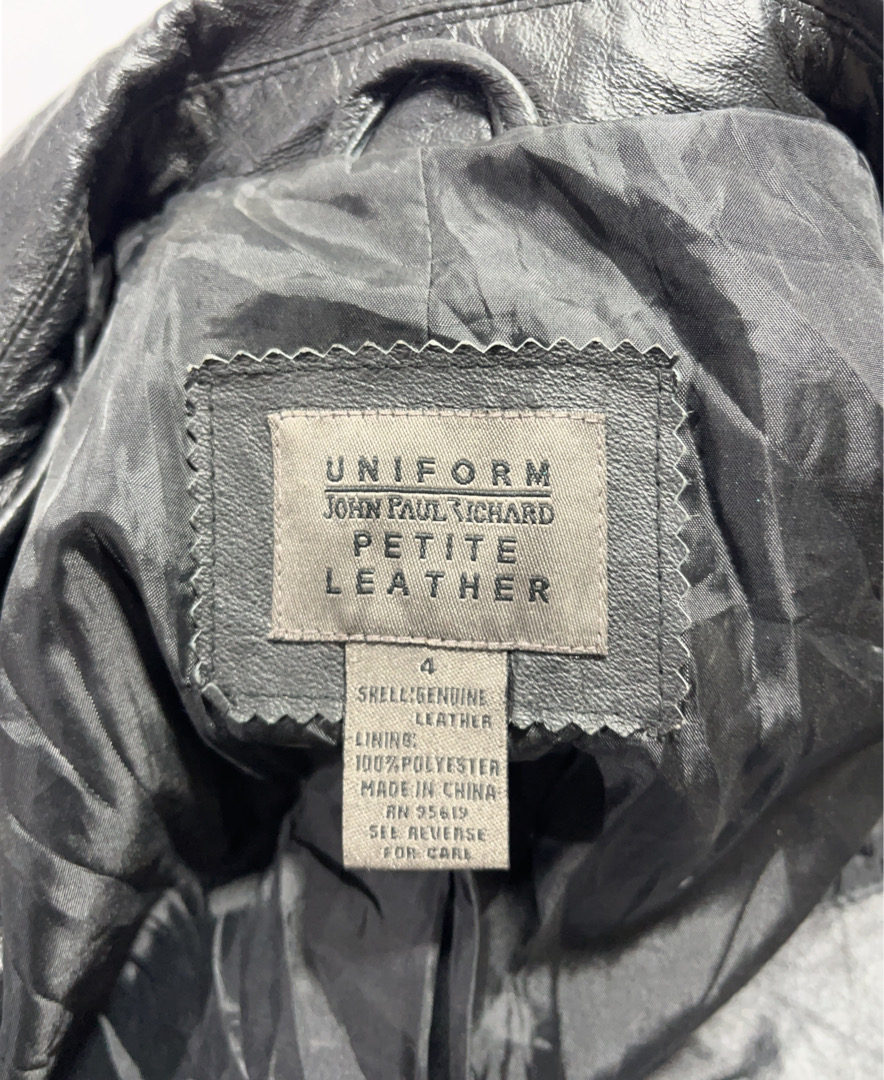 UNIFORM
JOHN PAUL RICHARD
PETITE
LEATHER
4
SHELL:GENUINE
LEATHER
LINING:
100%POLYESTER
MADE IN CHINA
RN 95619
SEE REVERSE
FOR CARE